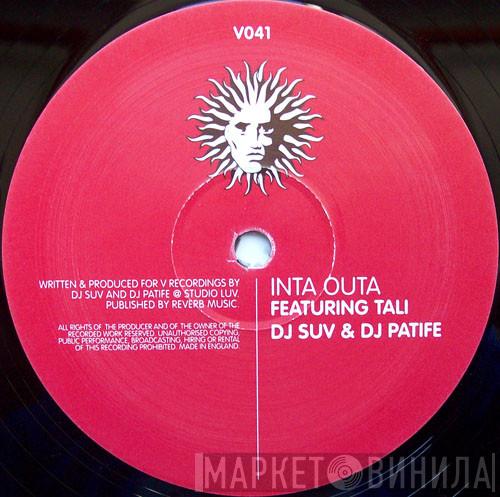 V041
WRITTEN & PRODUCED FOR V RECORDINGS BY
DJ SUV AND DJ PATIFE @ STUDIO LUV.
PUBLISHED BY REVERB MUSIC.
ALL RIGHTS OF THE PRODUCER AND OF THE OWNER OF THE
RECORDED WORK RESERVED. UNAUTHORISED COPYING,
PUBLIC PERFORMANCE, BROADCASTING, HIRING OR RENTAL
OF THIS RECORDING PROHIBITED. MADE IN ENGLAND.
INTA OUTA
FEATURING TALI
DJ SUV & DJ PATIFE
МАРКЕТ ВИНИЛА